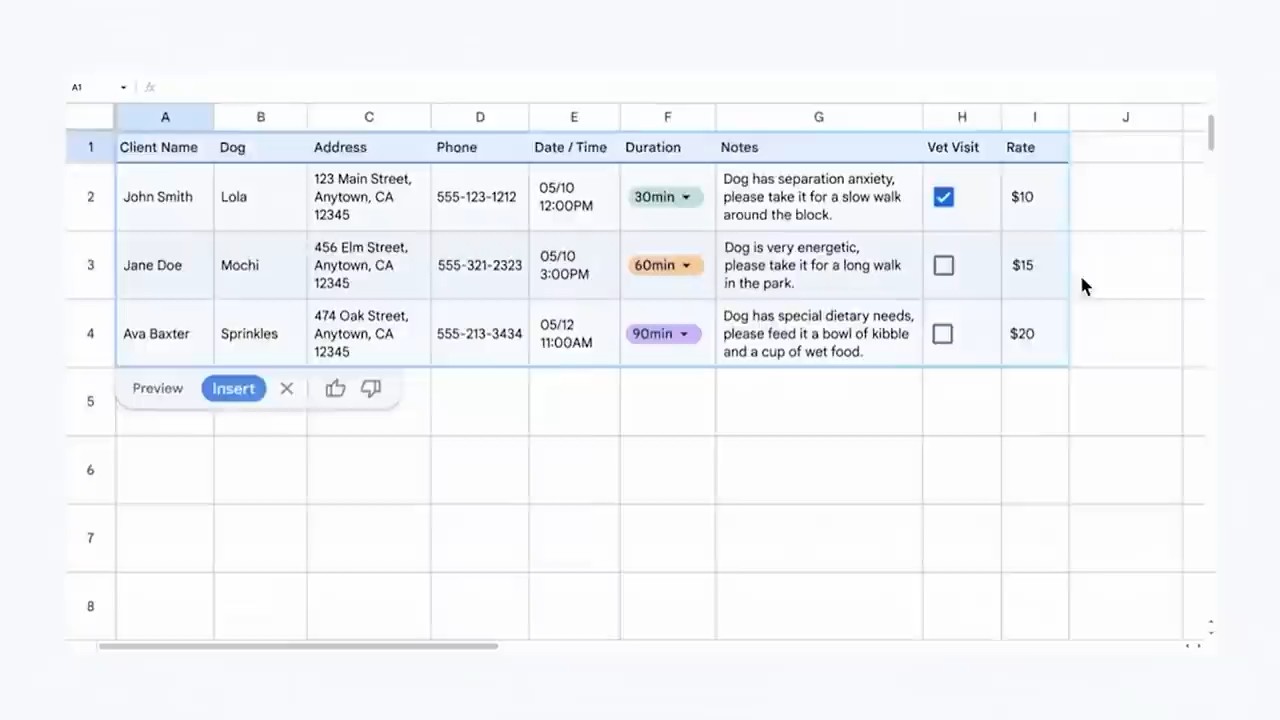 A1 fx
A B C D E F G H I J
1 Client Name Dog Address Phone Date / Time Duration Notes Vet Visit Rate
2 John Smith Lola 123 Main Street, Anytown, CA 12345 555-123-1212 05/10 12:00PM 30min Dog has separation anxiety, please take it for a slow walk around the block. $10
3 Jane Doe Mochi 456 Elm Street, Anytown, CA 12345 555-321-2323 05/10 3:00PM 60min Dog is very energetic, please take it for a long walk in the park. $15
4 Ava Baxter Sprinkles 474 Oak Street, Anytown, CA 12345 555-213-3434 05/12 11:00AM 90min Dog has special dietary needs, please feed it a bowl of kibble and a cup of wet food. $20
Preview Insert
5
6
7
8